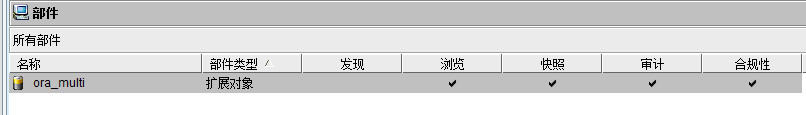 部件
所有部件
名称 部件类型 发现 浏览 快照 审计 合规性
ora_multi 扩展对象 ✔ ✔ ✔ ✔